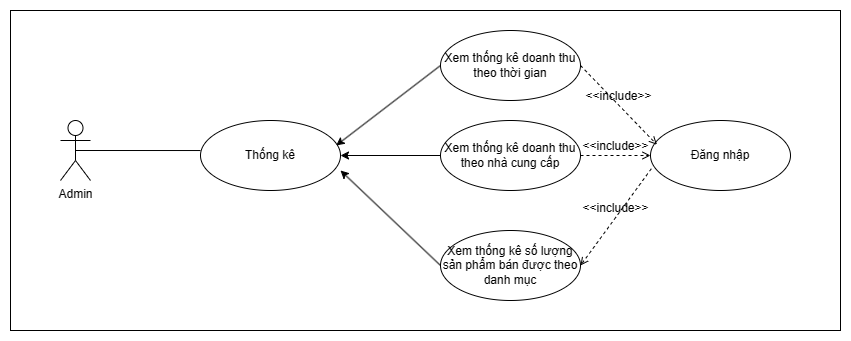 Xem thống kê doanh thu
theo thời gian
<<include>>
Admin
Thống kê
Xem thống kê doanh thu
theo nhà cung cấp
<<include>>
Đăng nhập
<<include>>
Xem thống kê số lượng
sản phẩm bán được theo
danh mục